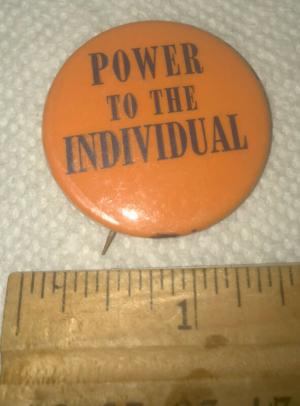 POWER
TO THE
INDIVIDUAL
1